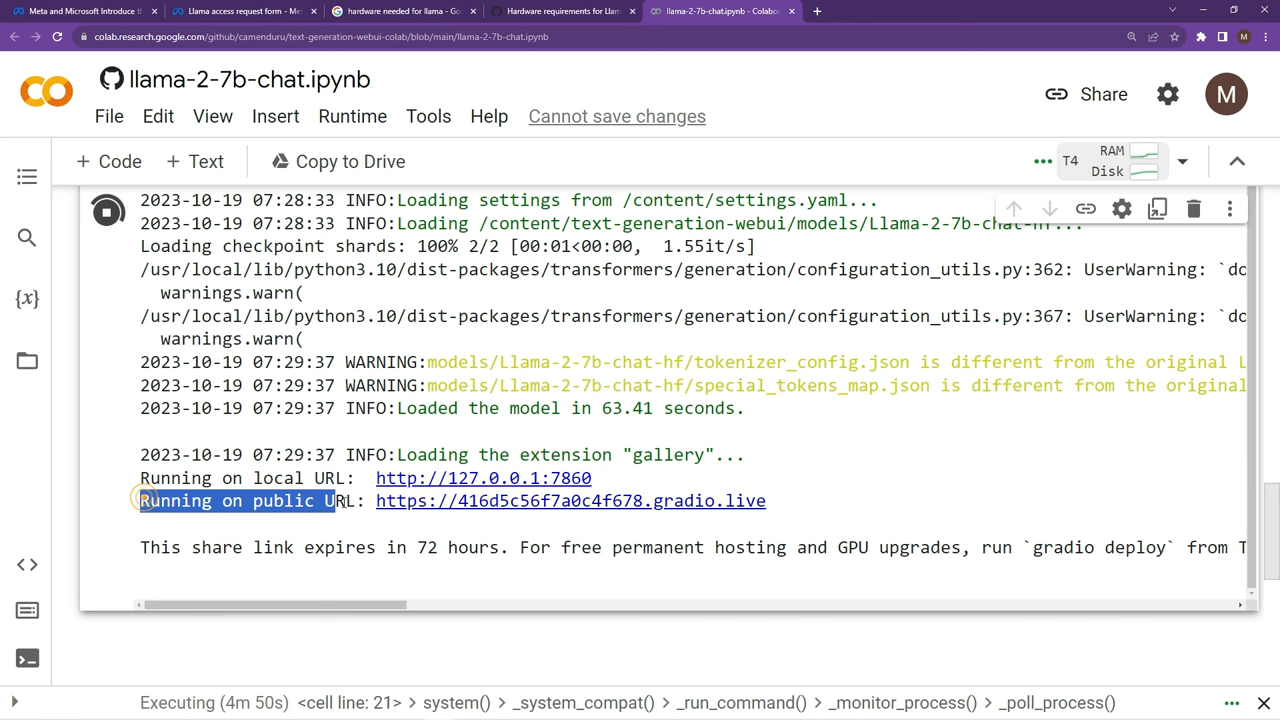 Meta and Microsoft Introduce th
Llama access request form - Met
hardware needed for llama - Goo
Hardware requirements for Llam
llama-2-7b-chat.ipynb - Colabo
colab.research.google.com/github/camenduru/text-generation-webui-colab/blob/main/llama-2-7b-chat.ipynb
M
llama-2-7b-chat.ipynb
Share
M
File Edit View Insert Runtime Tools Help Cannot save changes
+ Code + Text Copy to Drive
T4 RAM
Disk
2023-10-19 07:28:33 INFO:Loading settings from /content/settings.yaml...
2023-10-19 07:28:33 INFO:Loading /content/text-generation-webui/models/Llama-2-7b-chat-hf...
Loading checkpoint shards: 100% 2/2 [00:01<00:00,  1.55it/s]
/usr/local/lib/python3.10/dist-packages/transformers/generation/configuration_utils.py:362: UserWarning: `do
warnings.warn(
/usr/local/lib/python3.10/dist-packages/transformers/generation/configuration_utils.py:367: UserWarning: `do
warnings.warn(
2023-10-19 07:29:37 WARNING:models/Llama-2-7b-chat-hf/tokenizer_config.json is different from the original L
2023-10-19 07:29:37 WARNING:models/Llama-2-7b-chat-hf/special_tokens_map.json is different from the original
2023-10-19 07:29:37 INFO:Loaded the model in 63.41 seconds.
2023-10-19 07:29:37 INFO:Loading the extension "gallery"...
Running on local URL:  http://127.0.0.1:7860
Running on public URL: https://416d5c56f7a0c4f678.gradio.live
This share link expires in 72 hours. For free permanent hosting and GPU upgrades, run `gradio deploy` from T
Executing (4m 50s) <cell line: 21> > system() > _system_compat() > _run_command() > _monitor_process() > _poll_process()